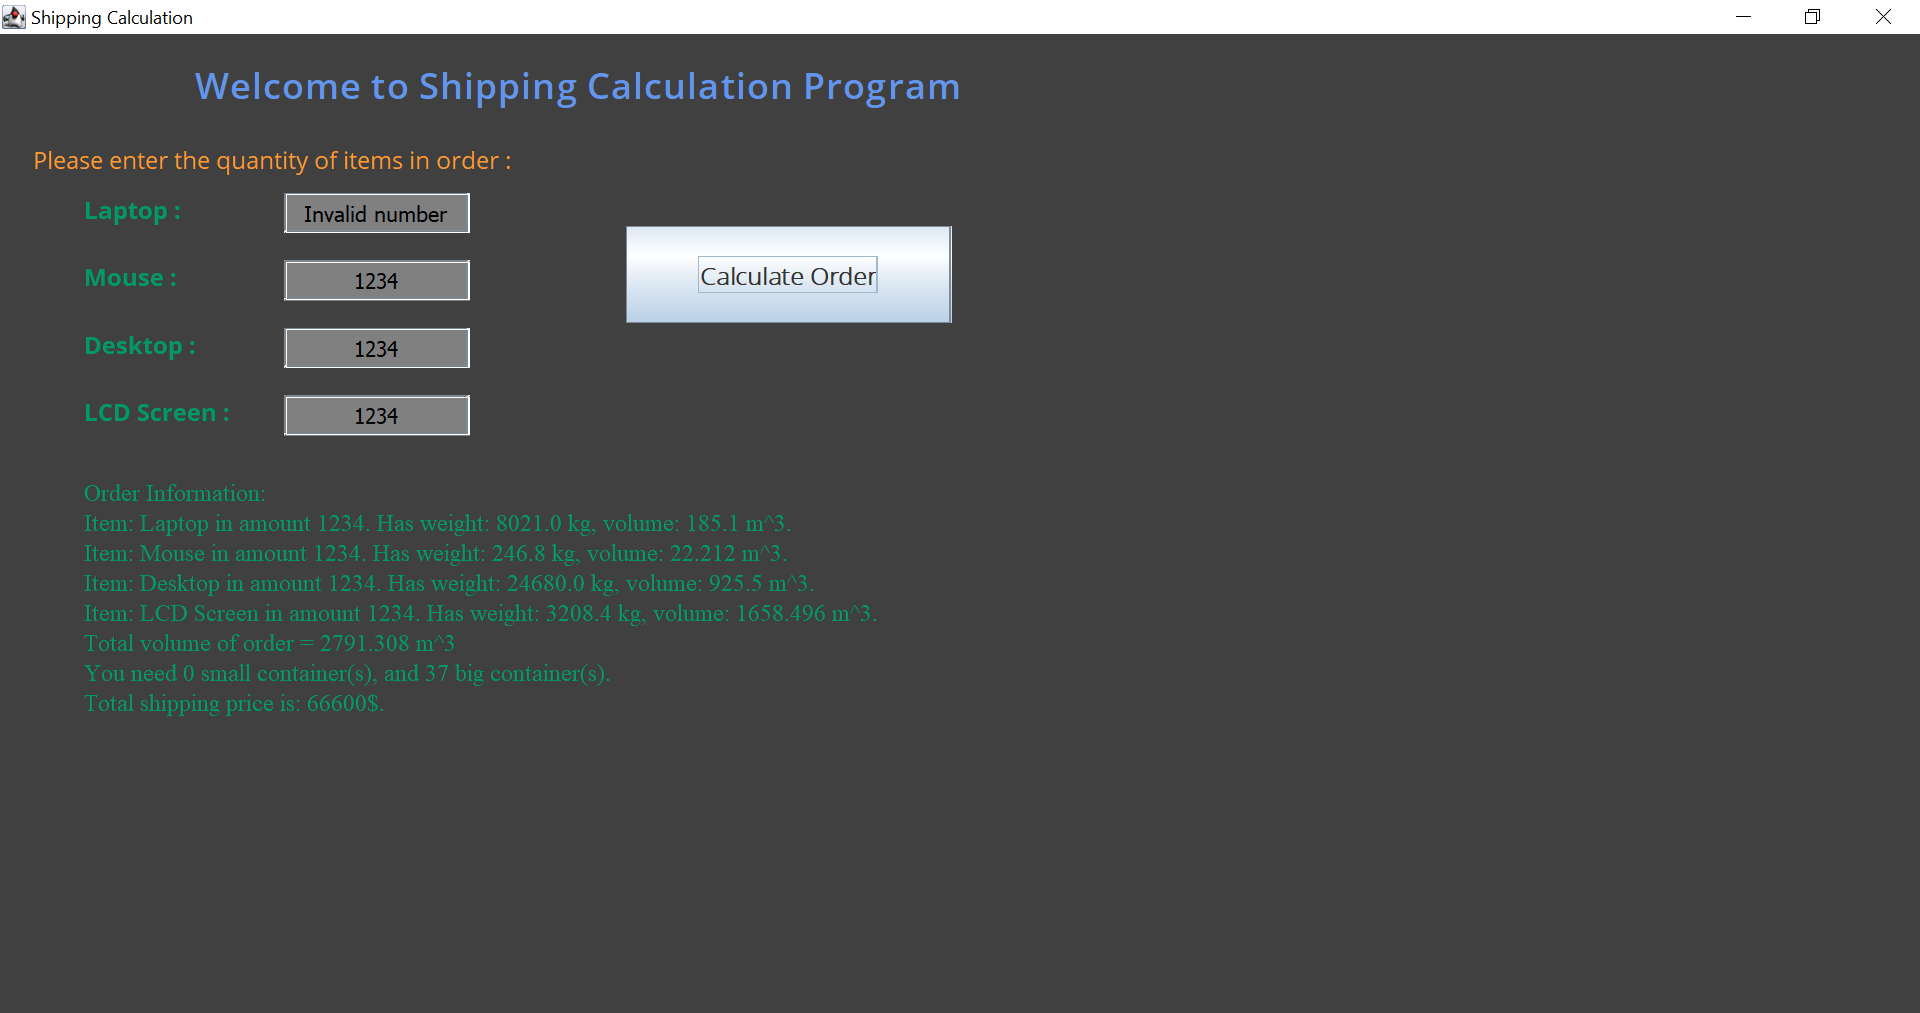 Shipping Calculation
Welcome to Shipping Calculation Program
Please enter the quantity of items in order :
Laptop : Invalid number
Mouse : 1234
Calculate Order
Desktop : 1234
LCD Screen : 1234
Order Information:
Item: Laptop in amount 1234. Has weight: 8021.0 kg, volume: 185.1 m^3.
Item: Mouse in amount 1234. Has weight: 246.8 kg, volume: 22.212 m^3.
Item: Desktop in amount 1234. Has weight: 24680.0 kg, volume: 925.5 m^3.
Item: LCD Screen in amount 1234. Has weight: 3208.4 kg, volume: 1658.496 m^3.
Total volume of order = 2791.308 m^3
You need 0 small container(s), and 37 big container(s).
Total shipping price is: 66600$.